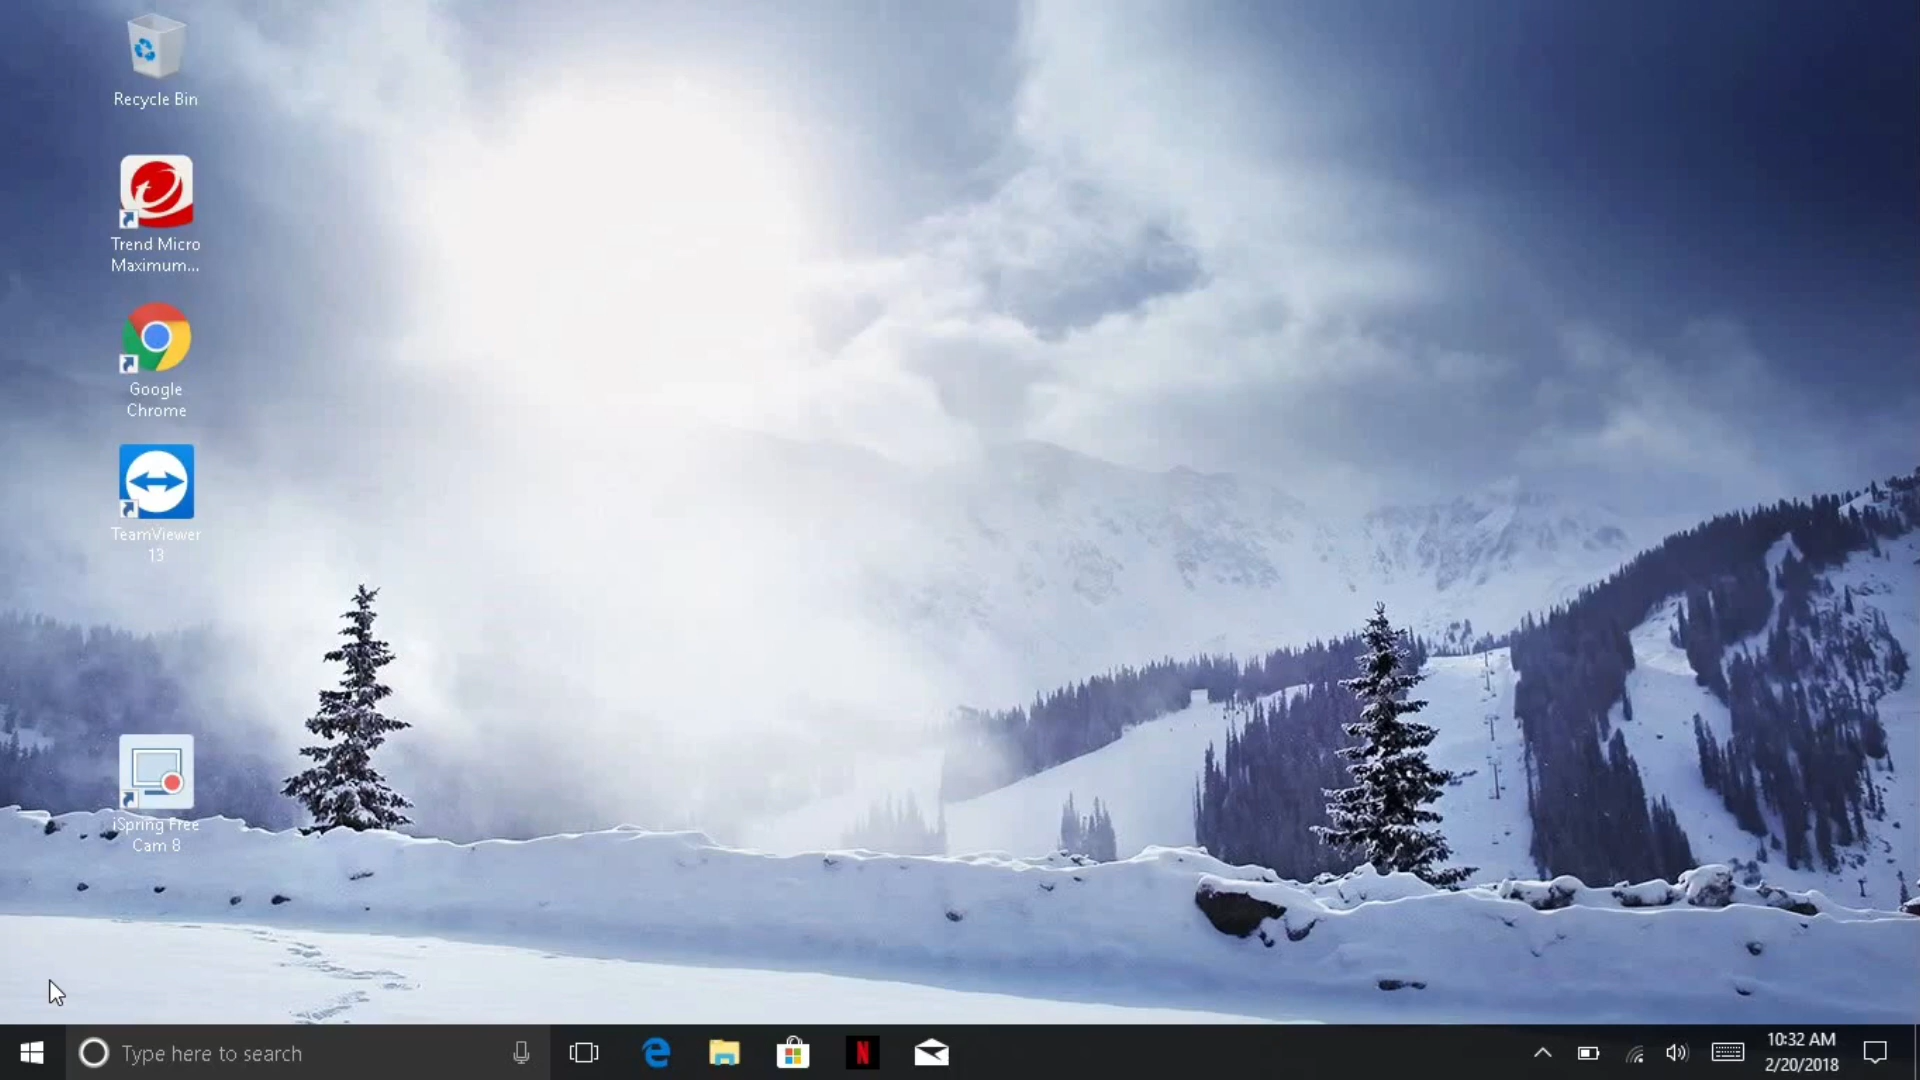 Recycle Bin
Trend Micro
Maximum...
Google
Chrome
TeamViewer
13
iSpring Free
Cam 8
Type here to search
N
10:32 AM
2/20/2018